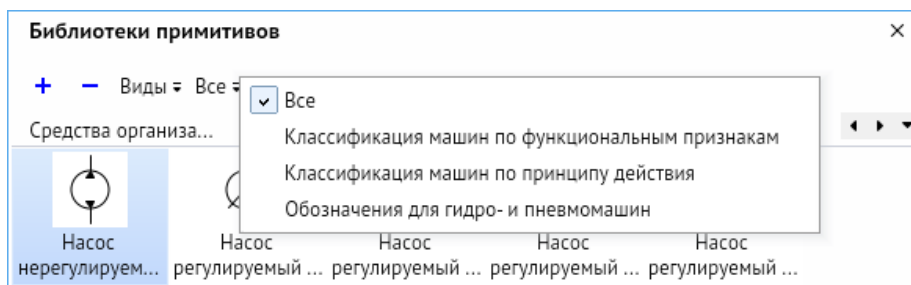 Библиотеки примитивов
Виды Все
Все
Классификация машин по функциональным признакам
Средства организа...
Классификация машин по принципу действия
Обозначения для гидро- и пневмомашин
Насос Насос Насос Насос Насос
нерегулируем... регулируемый ... регулируемый ... регулируемый ... регулируемый ...